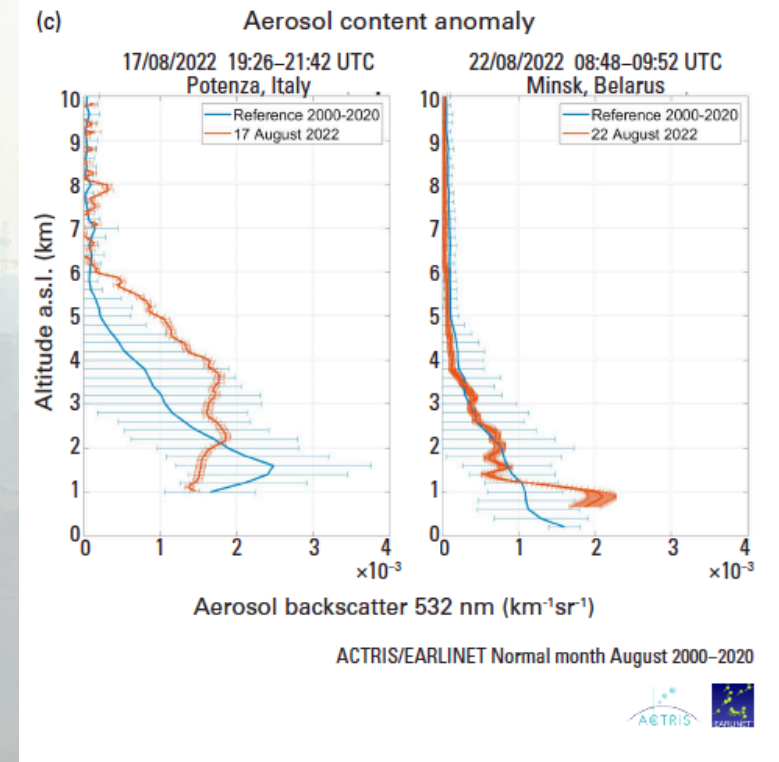 (c)
Aerosol content anomaly
17/08/2022 19:26–21:42 UTC
Potenza, Italy
Reference 2000-2020
17 August 2022
10
9
8
7
6
5
4
3
2
1
0
0 1 2 3 4
×10⁻³
Altitude a.s.l. (km)
22/08/2022 08:48–09:52 UTC
Minsk, Belarus
Reference 2000-2020
22 August 2022
10
9
8
7
6
5
4
3
2
1
0
0 1 2 3 4
×10⁻³
Aerosol backscatter 532 nm (km⁻¹sr⁻¹)
ACTRIS/EARLINET Normal month August 2000–2020
ACTRiS
EARLINET